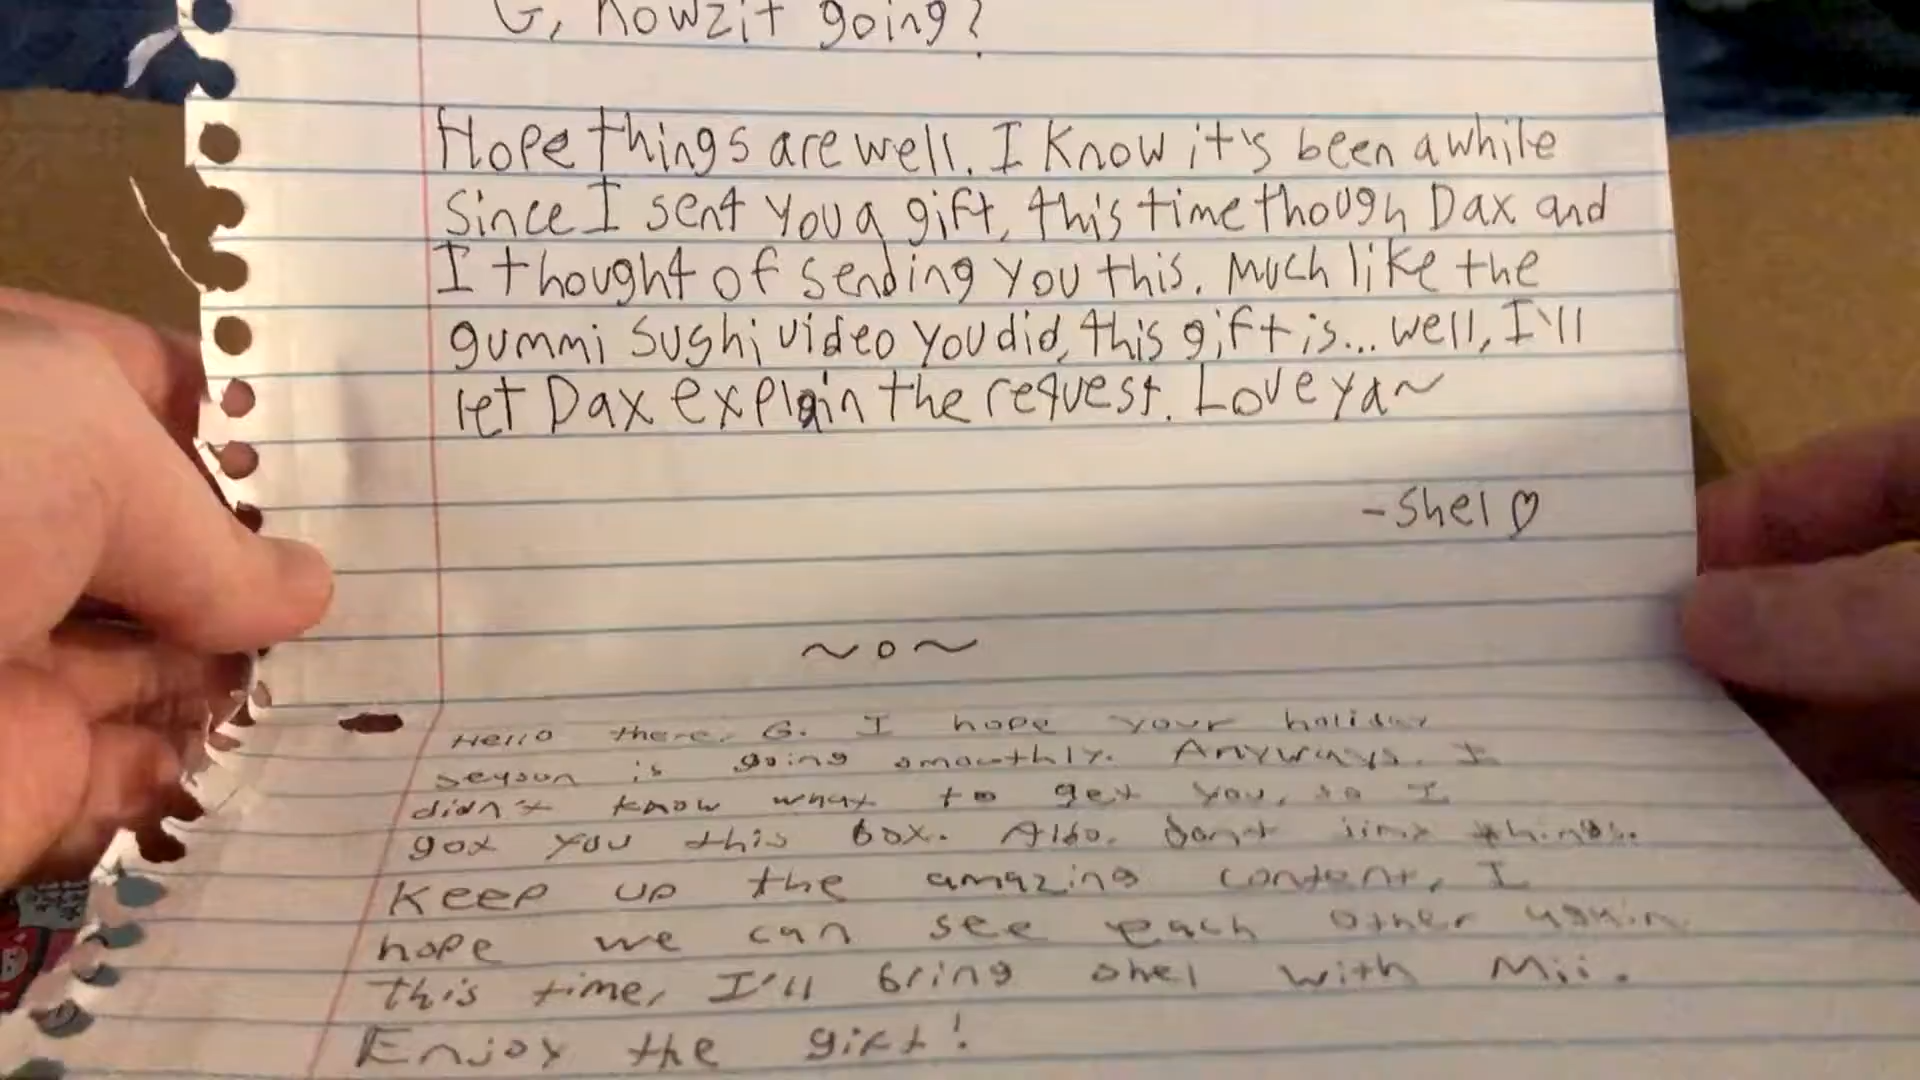 G, Howzit going?
Hope things are well. I Know it's been awhile
Since I sent you a gift, this time though Dax and
I thought of sending you this. Much like the
gummi Sushi video you did, this gift is... well, I'll
let Dax explain the request. Love ya~
-Shel ♡
~o~
Hello there, G. I hope your holiday
season is going smoothly. Anyways, I
didn't know what to get you, so I
got you this box. Also, don't jinx things.
Keep up the amazing content, I
hope we can see each other again
this time, I'll bring Shel with Mii.
Enjoy the gift!